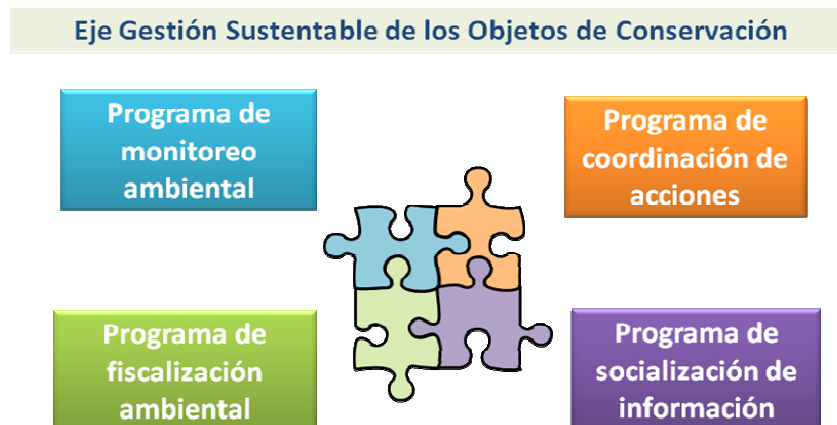 Eje Gestión Sustentable de los Objetos de Conservación
Programa de
monitoreo
ambiental
Programa de
coordinación de
acciones
Programa de
fiscalización
ambiental
Programa de
socialización de
información